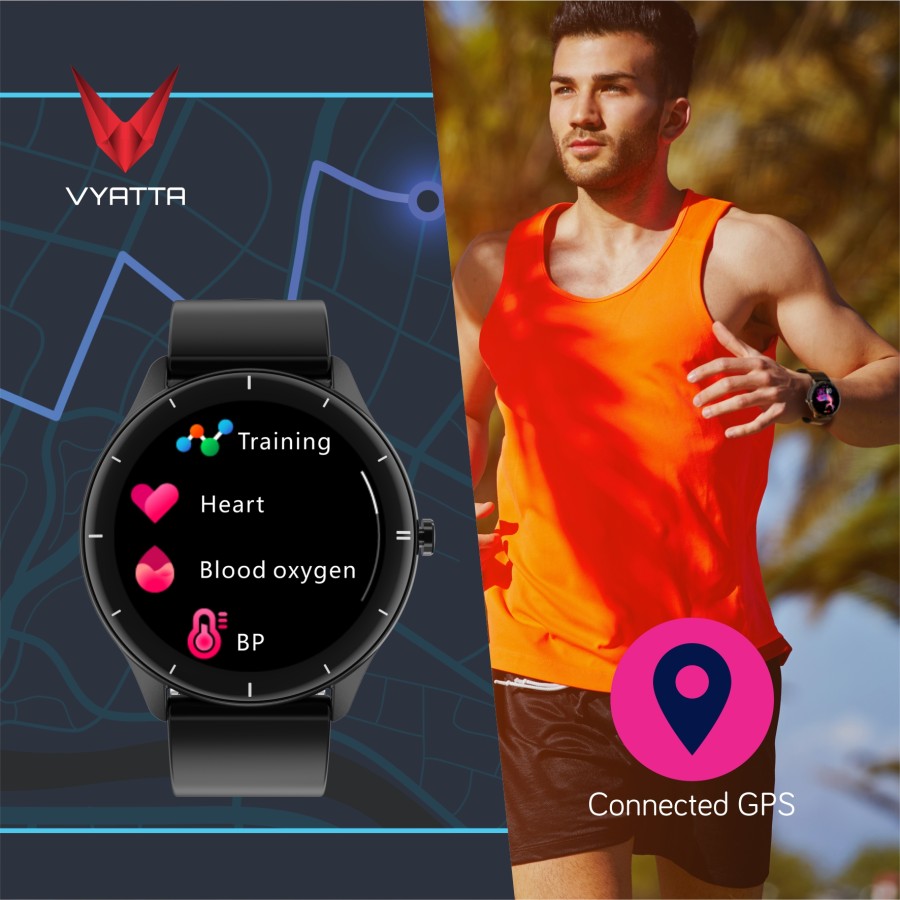 VYATTA
Training
Heart
Blood oxygen
BP
Connected GPS